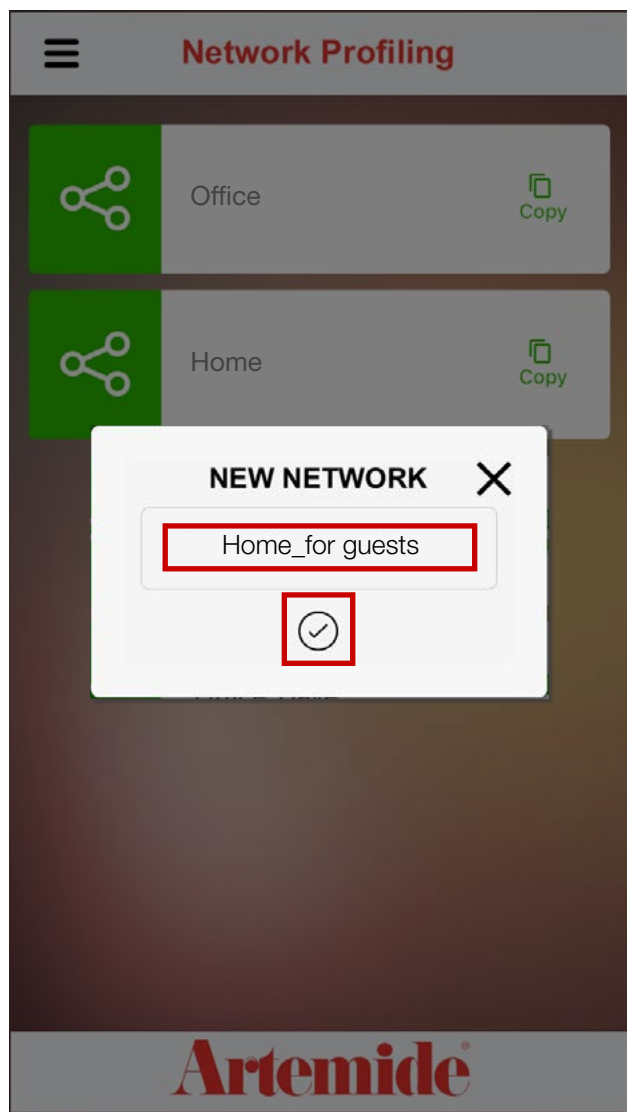 Network Profiling
Office
Copy
Home
Copy
NEW NETWORK
Home_for guests
Artemide